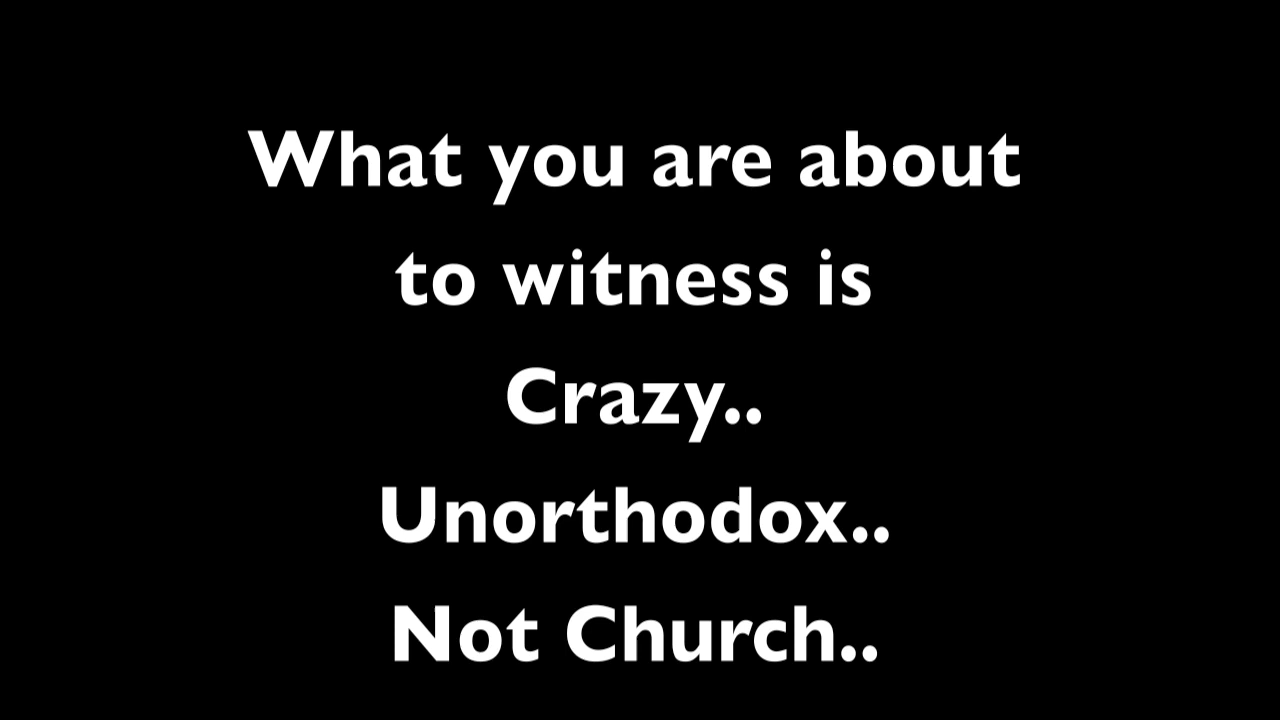 What you are about
to witness is
Crazy..
Unorthodox..
Not Church..